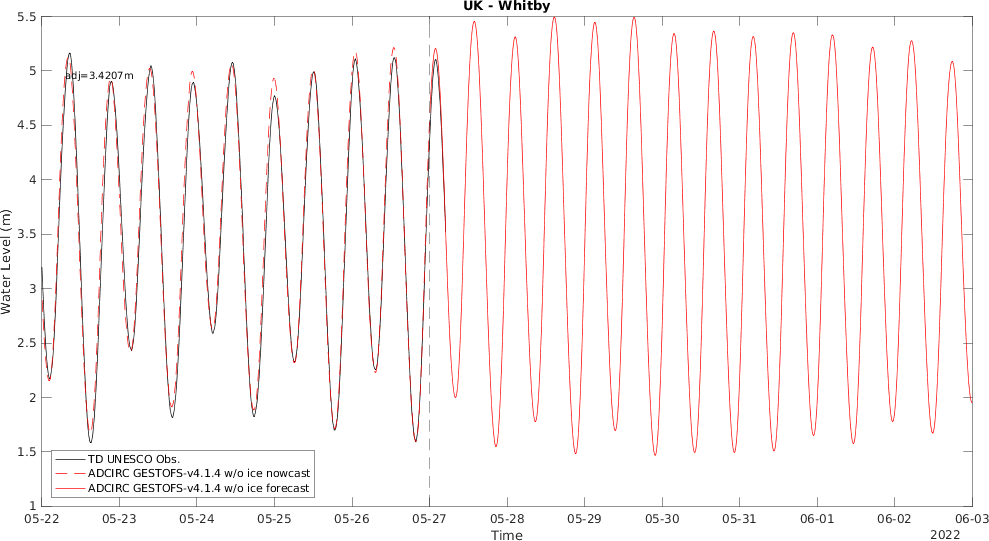 UK - Whitby
5.5
5
4.5
4
3.5
3
2.5
2
1.5
1
Water Level (m)
adj=3.4207m
TD UNESCO Obs.
ADCIRC GESTOFS-v4.1.4 w/o ice nowcast
ADCIRC GESTOFS-v4.1.4 w/o ice forecast
05-22 05-23 05-24 05-25 05-26 05-27 05-28 05-29 05-30 05-31 06-01 06-02 06-03
Time
2022